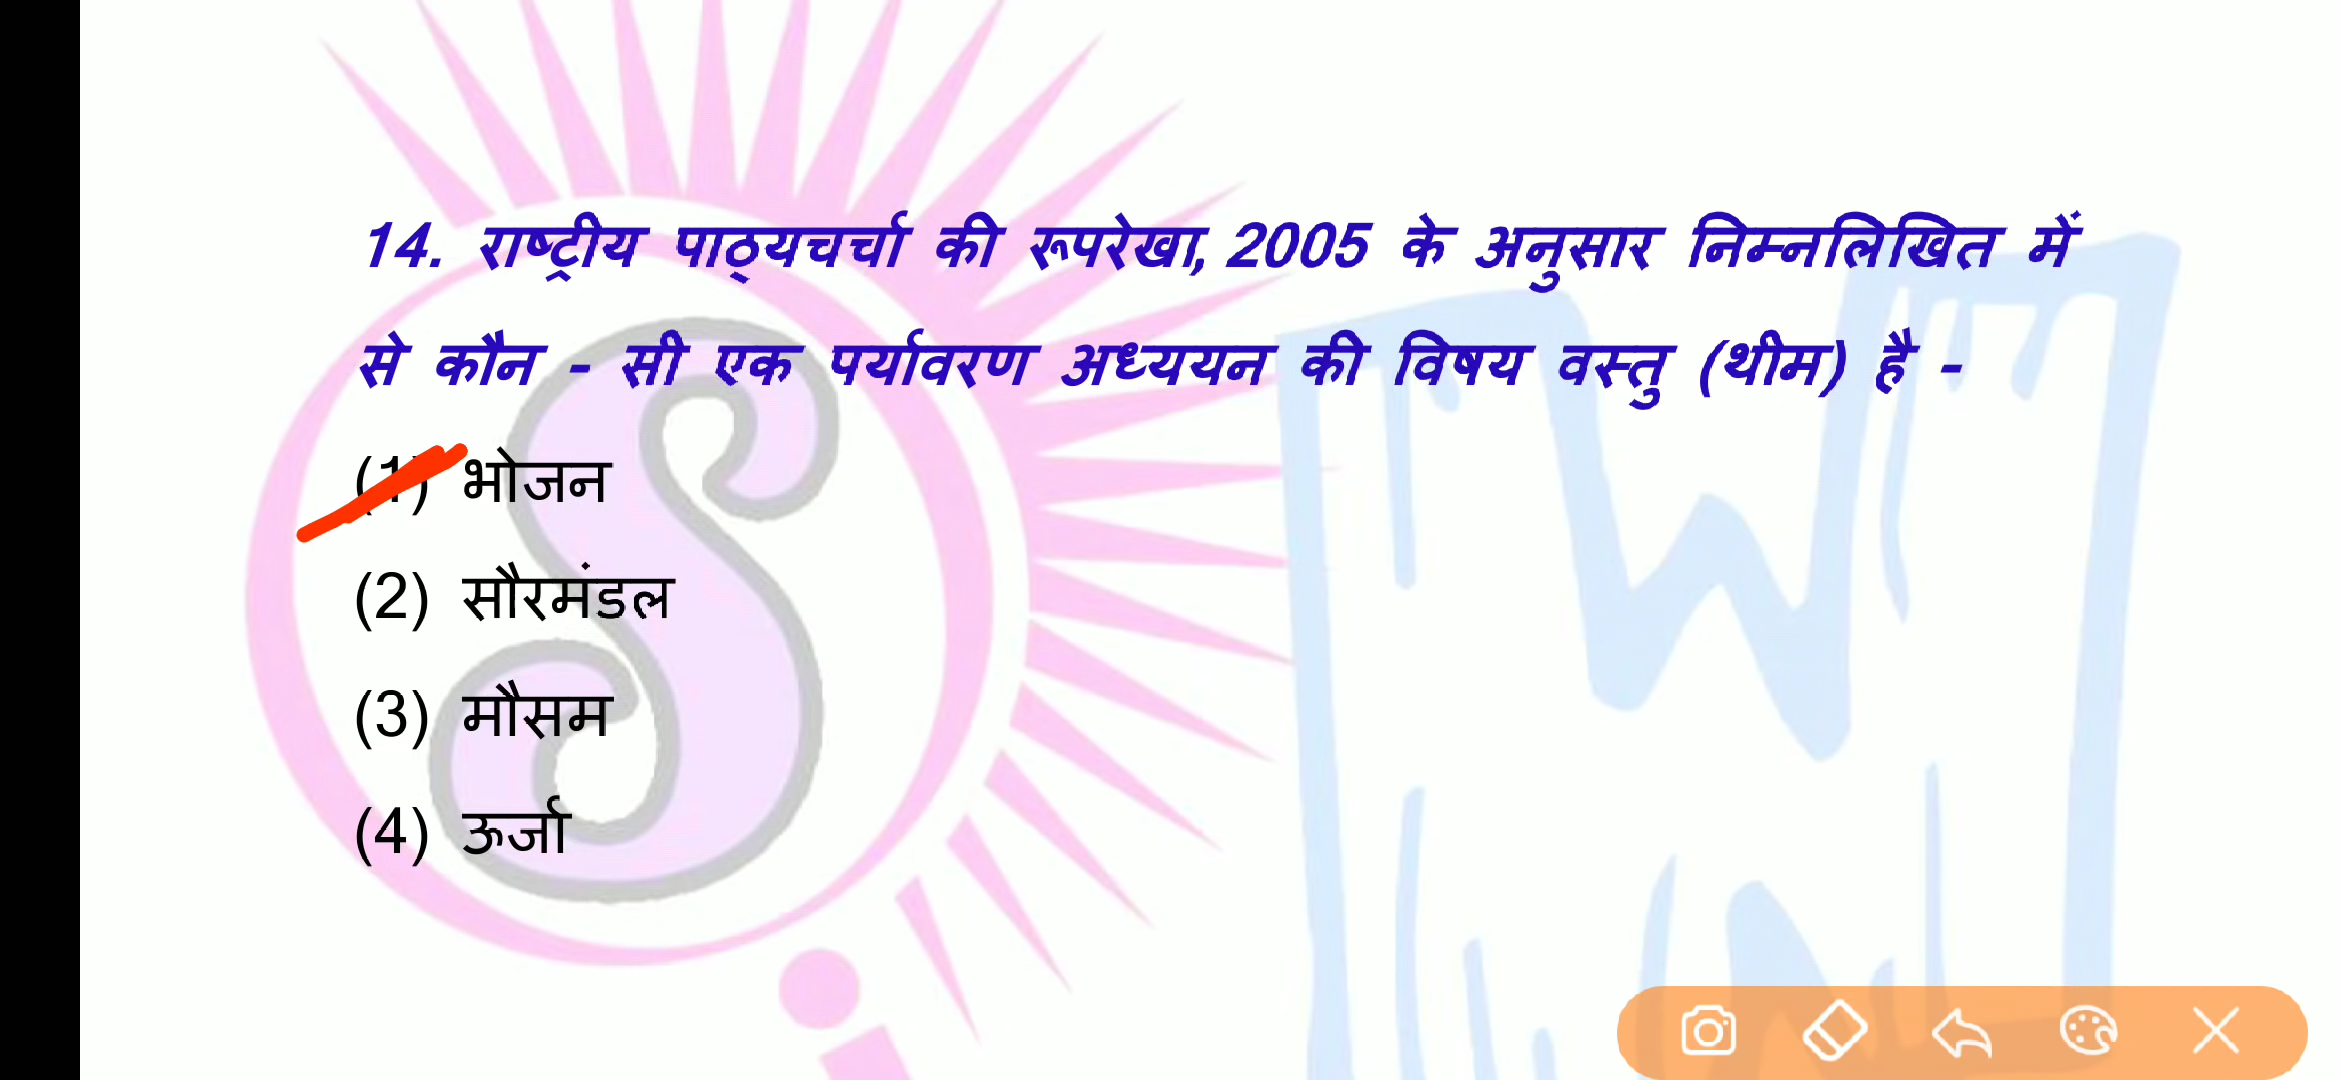 14. राष्ट्रीय पाठ्यचर्चा की रूपरेखा, 2005 के अनुसार निम्नलिखित में
से कौन - सी एक पर्यावरण अध्ययन की विषय वस्तु (थीम) है -
(1) भोजन
(2) सौरमंडल
(3) मौसम
(4) ऊर्जा